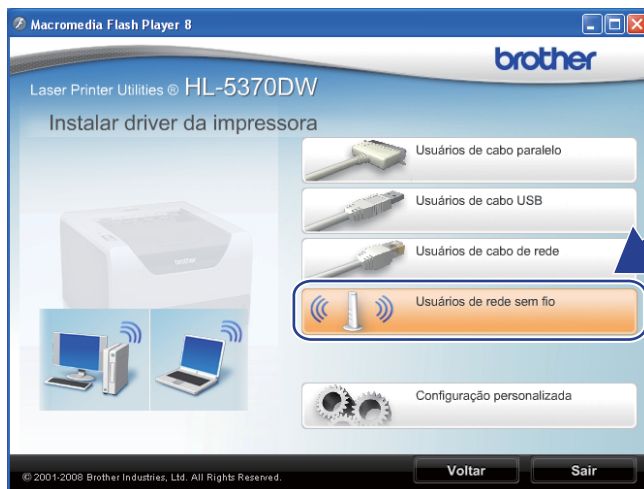 Macromedia Flash Player 8
brother
Laser Printer Utilities ® HL-5370DW
Instalar driver da impressora
Usuários de cabo paralelo
Usuários de cabo USB
Usuários de cabo de rede
Usuários de rede sem fio
Configuração personalizada
brother
© 2001-2008 Brother Industries, Ltd. All Rights Reserved.
Voltar
Sair